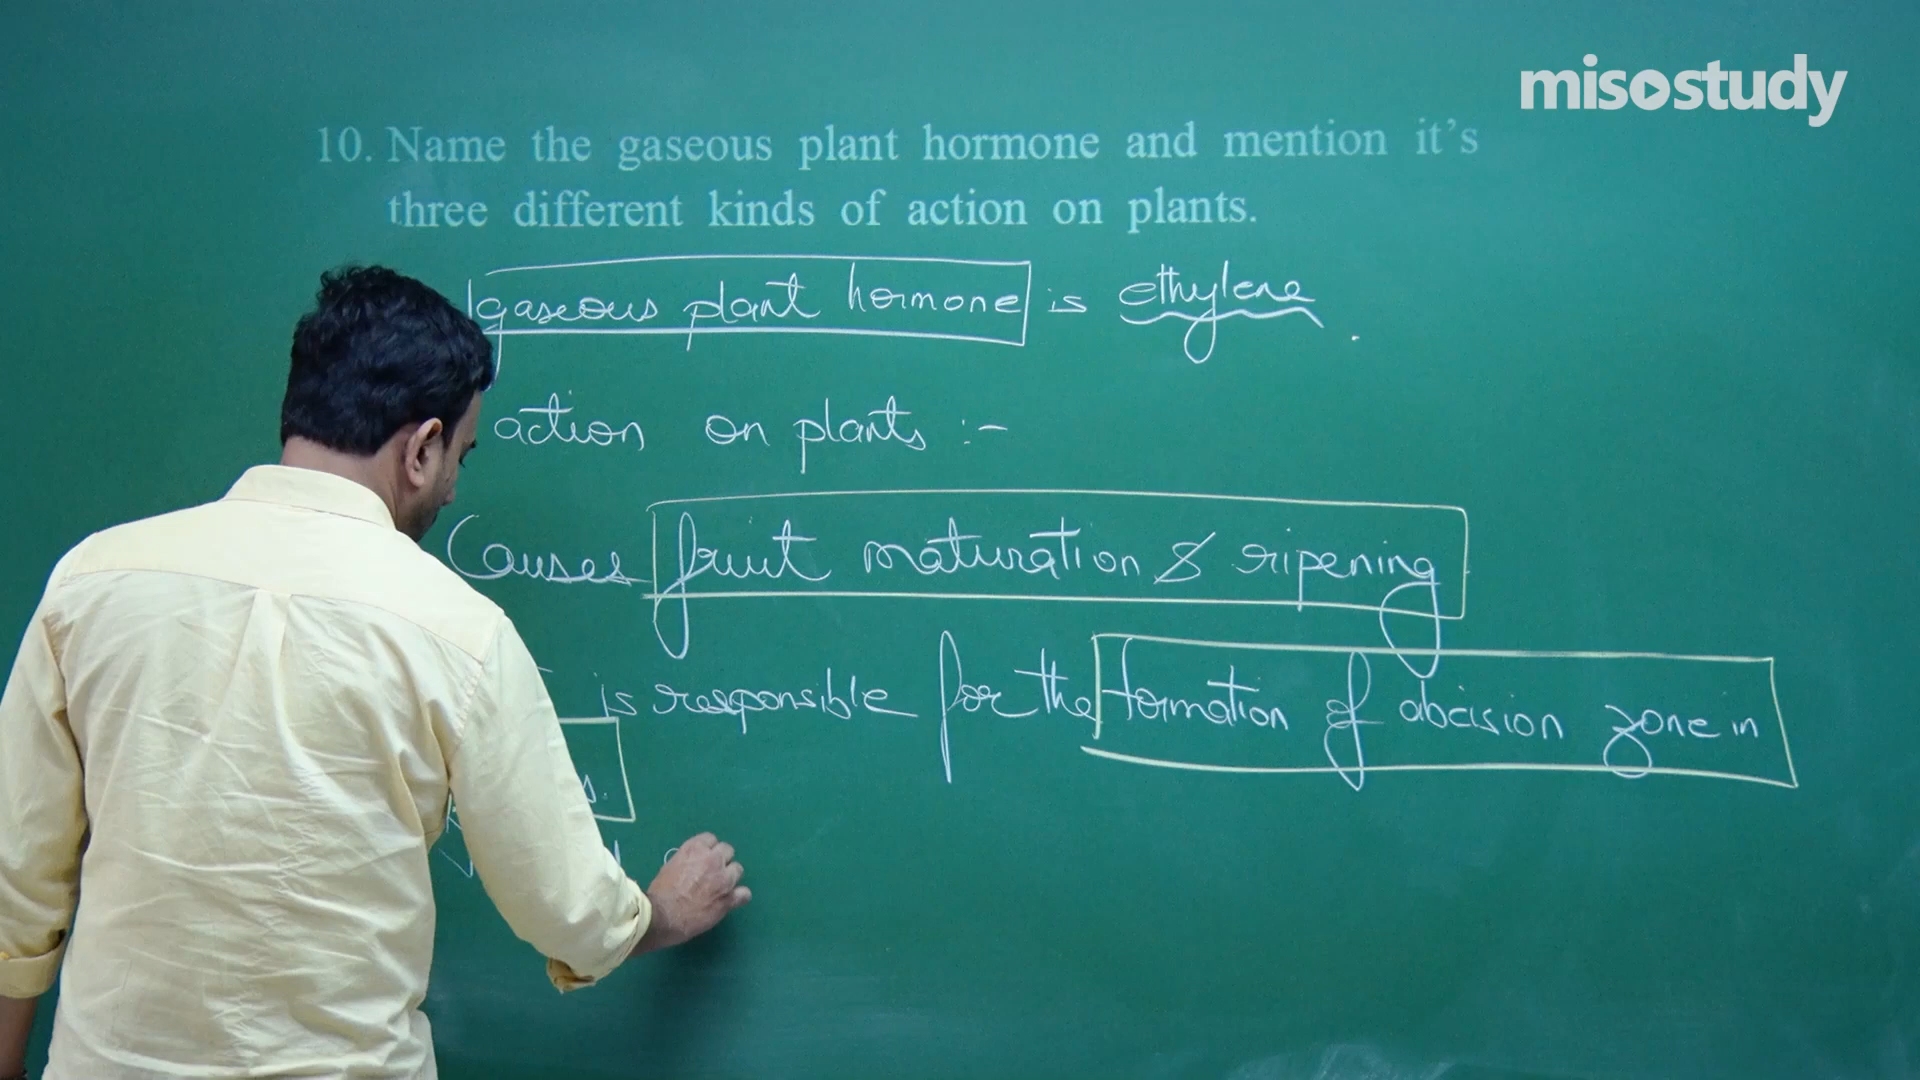 misostudy
10. Name the gaseous plant hormone and mention it's
three different kinds of action on plants.
gaseous plant hormone is ethylene .
action on plants :-
Causes fruit maturation & ripening
is responsible for the formation of abcision zone in